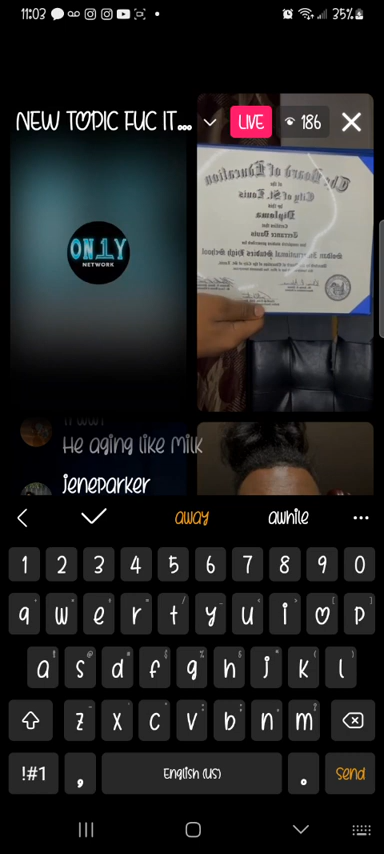 11:03
35%
NEW TOPIC FUC IT...
LIVE
186
ON1Y
NETWORK
The Board of Education
of the
City of St. Louis
Diploma
He aging like Milk
jeneparker
away
awhile
1 2 3 4 5 6 7 8 9 0
q w e r t y u i p
a s d f g h j k l
z x c v b n m
!#1 , English (US) . send